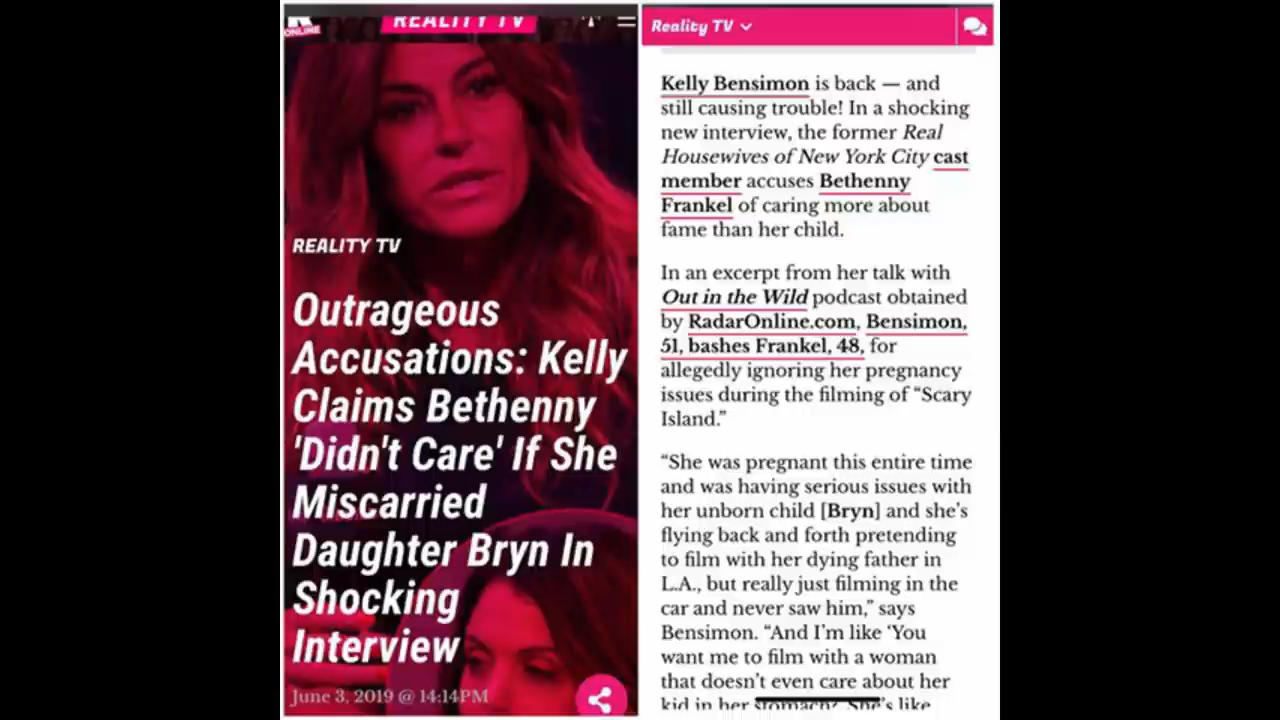 ONLINE
REALITY TV
REALITY TV
Outrageous
Accusations: Kelly
Claims Bethenny
'Didn't Care' If She
Miscarried
Daughter Bryn In
Shocking
Interview
June 3, 2019 @ 14:14PM
Reality TV
Kelly Bensimon is back — and
still causing trouble! In a shocking
new interview, the former Real
Housewives of New York City cast
member accuses Bethenny
Frankel of caring more about
fame than her child.
In an excerpt from her talk with
Out in the Wild podcast obtained
by RadarOnline.com, Bensimon,
51, bashes Frankel, 48, for
allegedly ignoring her pregnancy
issues during the filming of “Scary
Island.”
“She was pregnant this entire time
and was having serious issues with
her unborn child [Bryn] and she’s
flying back and forth pretending
to film with her dying father in
L.A., but really just filming in the
car and never saw him,” says
Bensimon. “And I’m like ‘You
want me to film with a woman
that doesn’t even care about her
kid in her stomach? She’s like